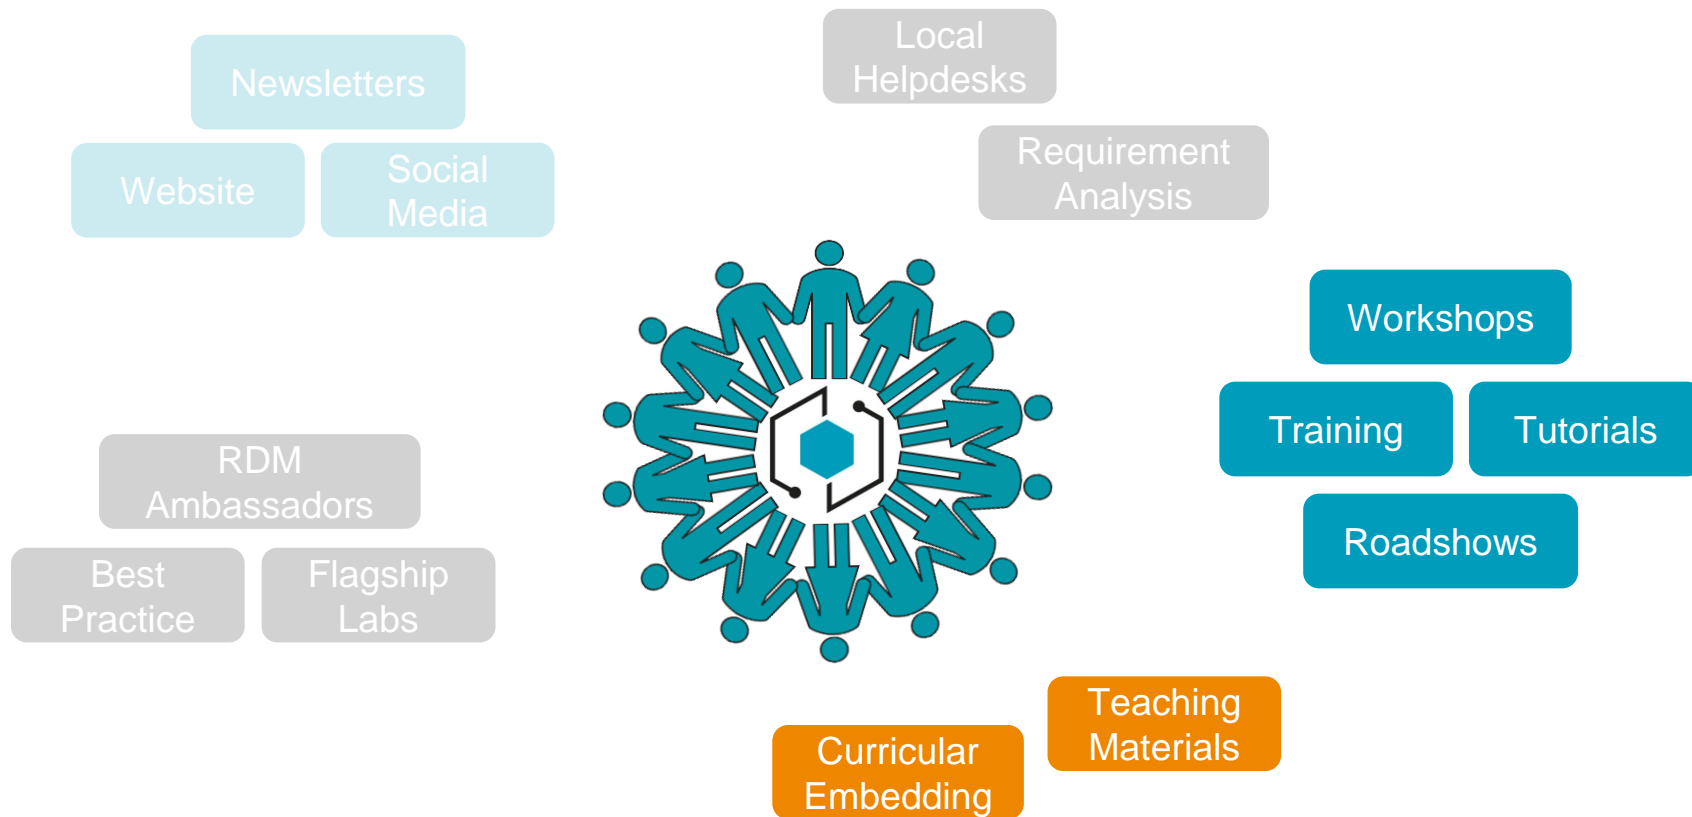 Newsletters
Website
Social
Media
Local
Helpdesks
Requirement
Analysis
Workshops
Training
Tutorials
Roadshows
RDM
Ambassadors
Best
Practice
Flagship
Labs
Teaching
Materials
Curricular
Embedding